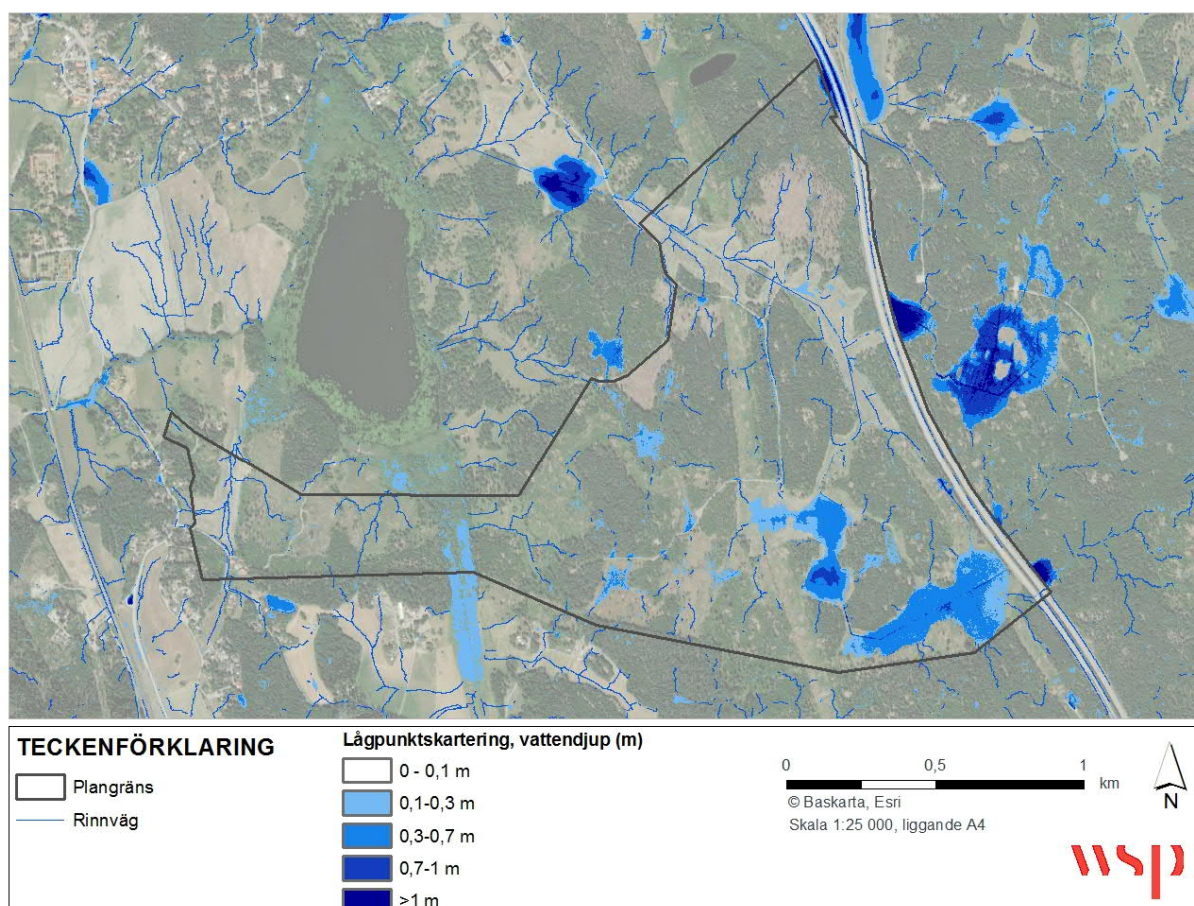 TECKENFÖRKLARING
Plangräns
Rinnväg
Lågpunktskartering, vattendjup (m)
0 - 0,1 m
0,1-0,3 m
0,3-0,7 m
0,7-1 m
>1 m
0 0,5 1
km
© Baskarta, Esri
Skala 1:25 000, liggande A4
N
wsp